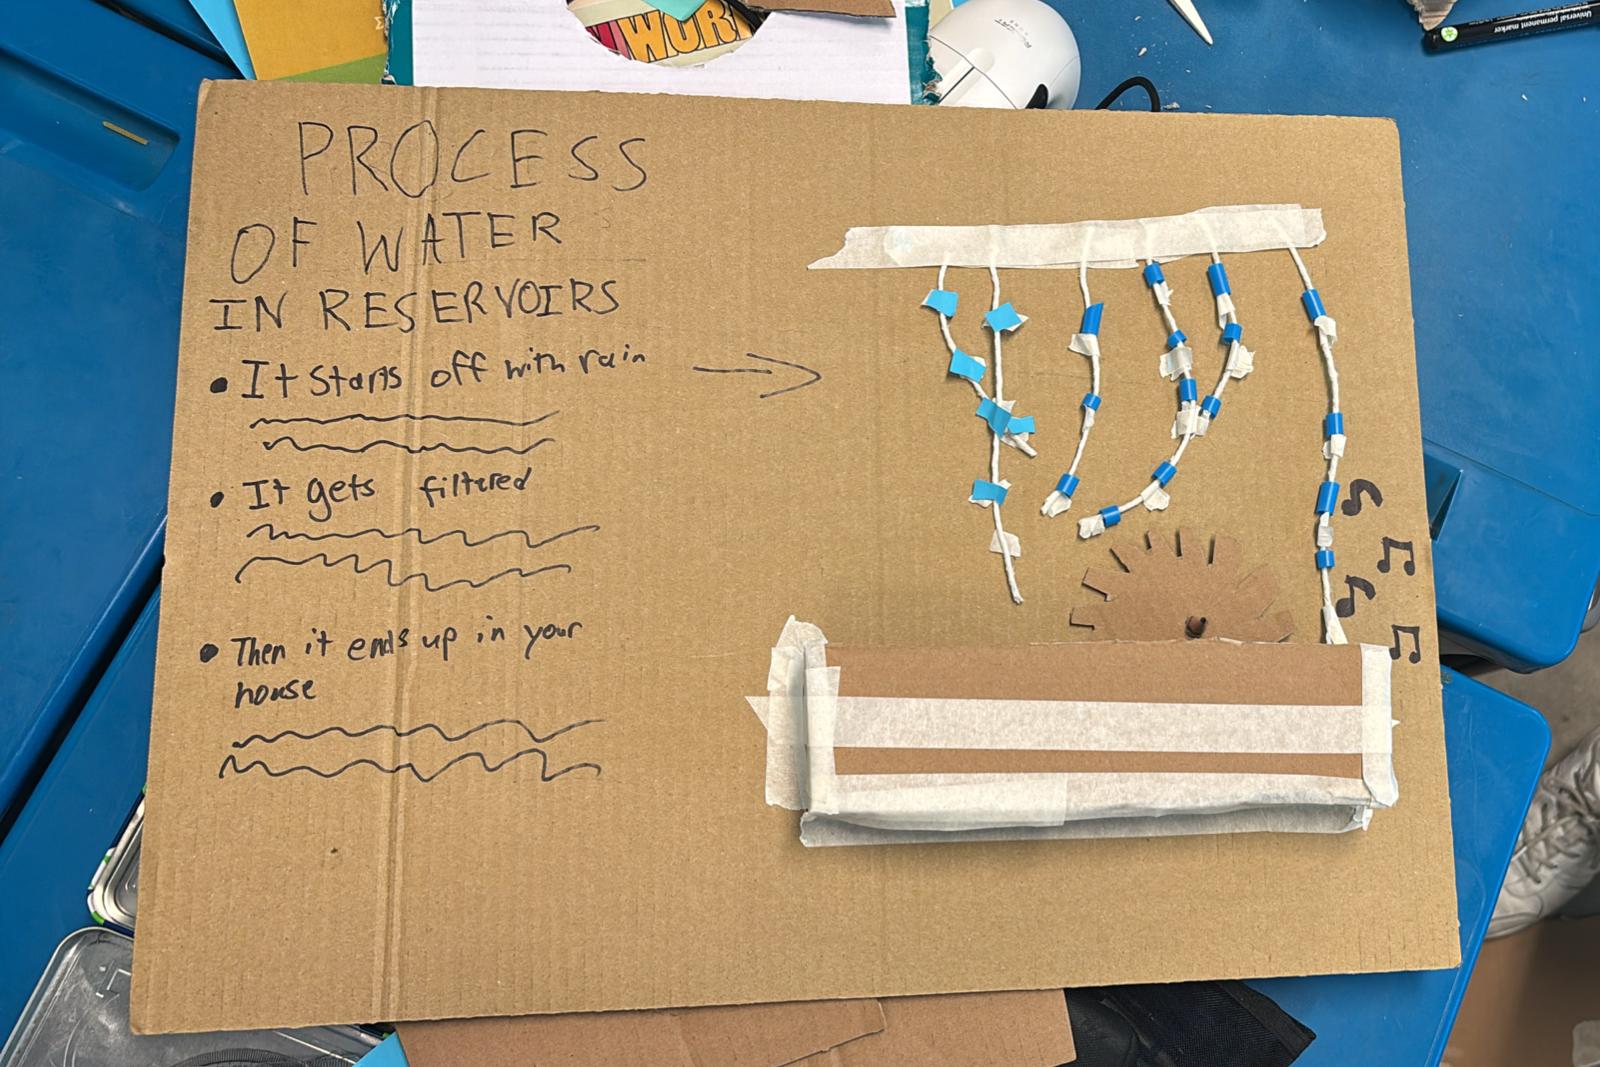 WORK
Universal permanent marker
PROCESS
OF WATER
IN RESERVOIRS
• It starts off with rain
• It gets filtered
• Then it ends up in your
house